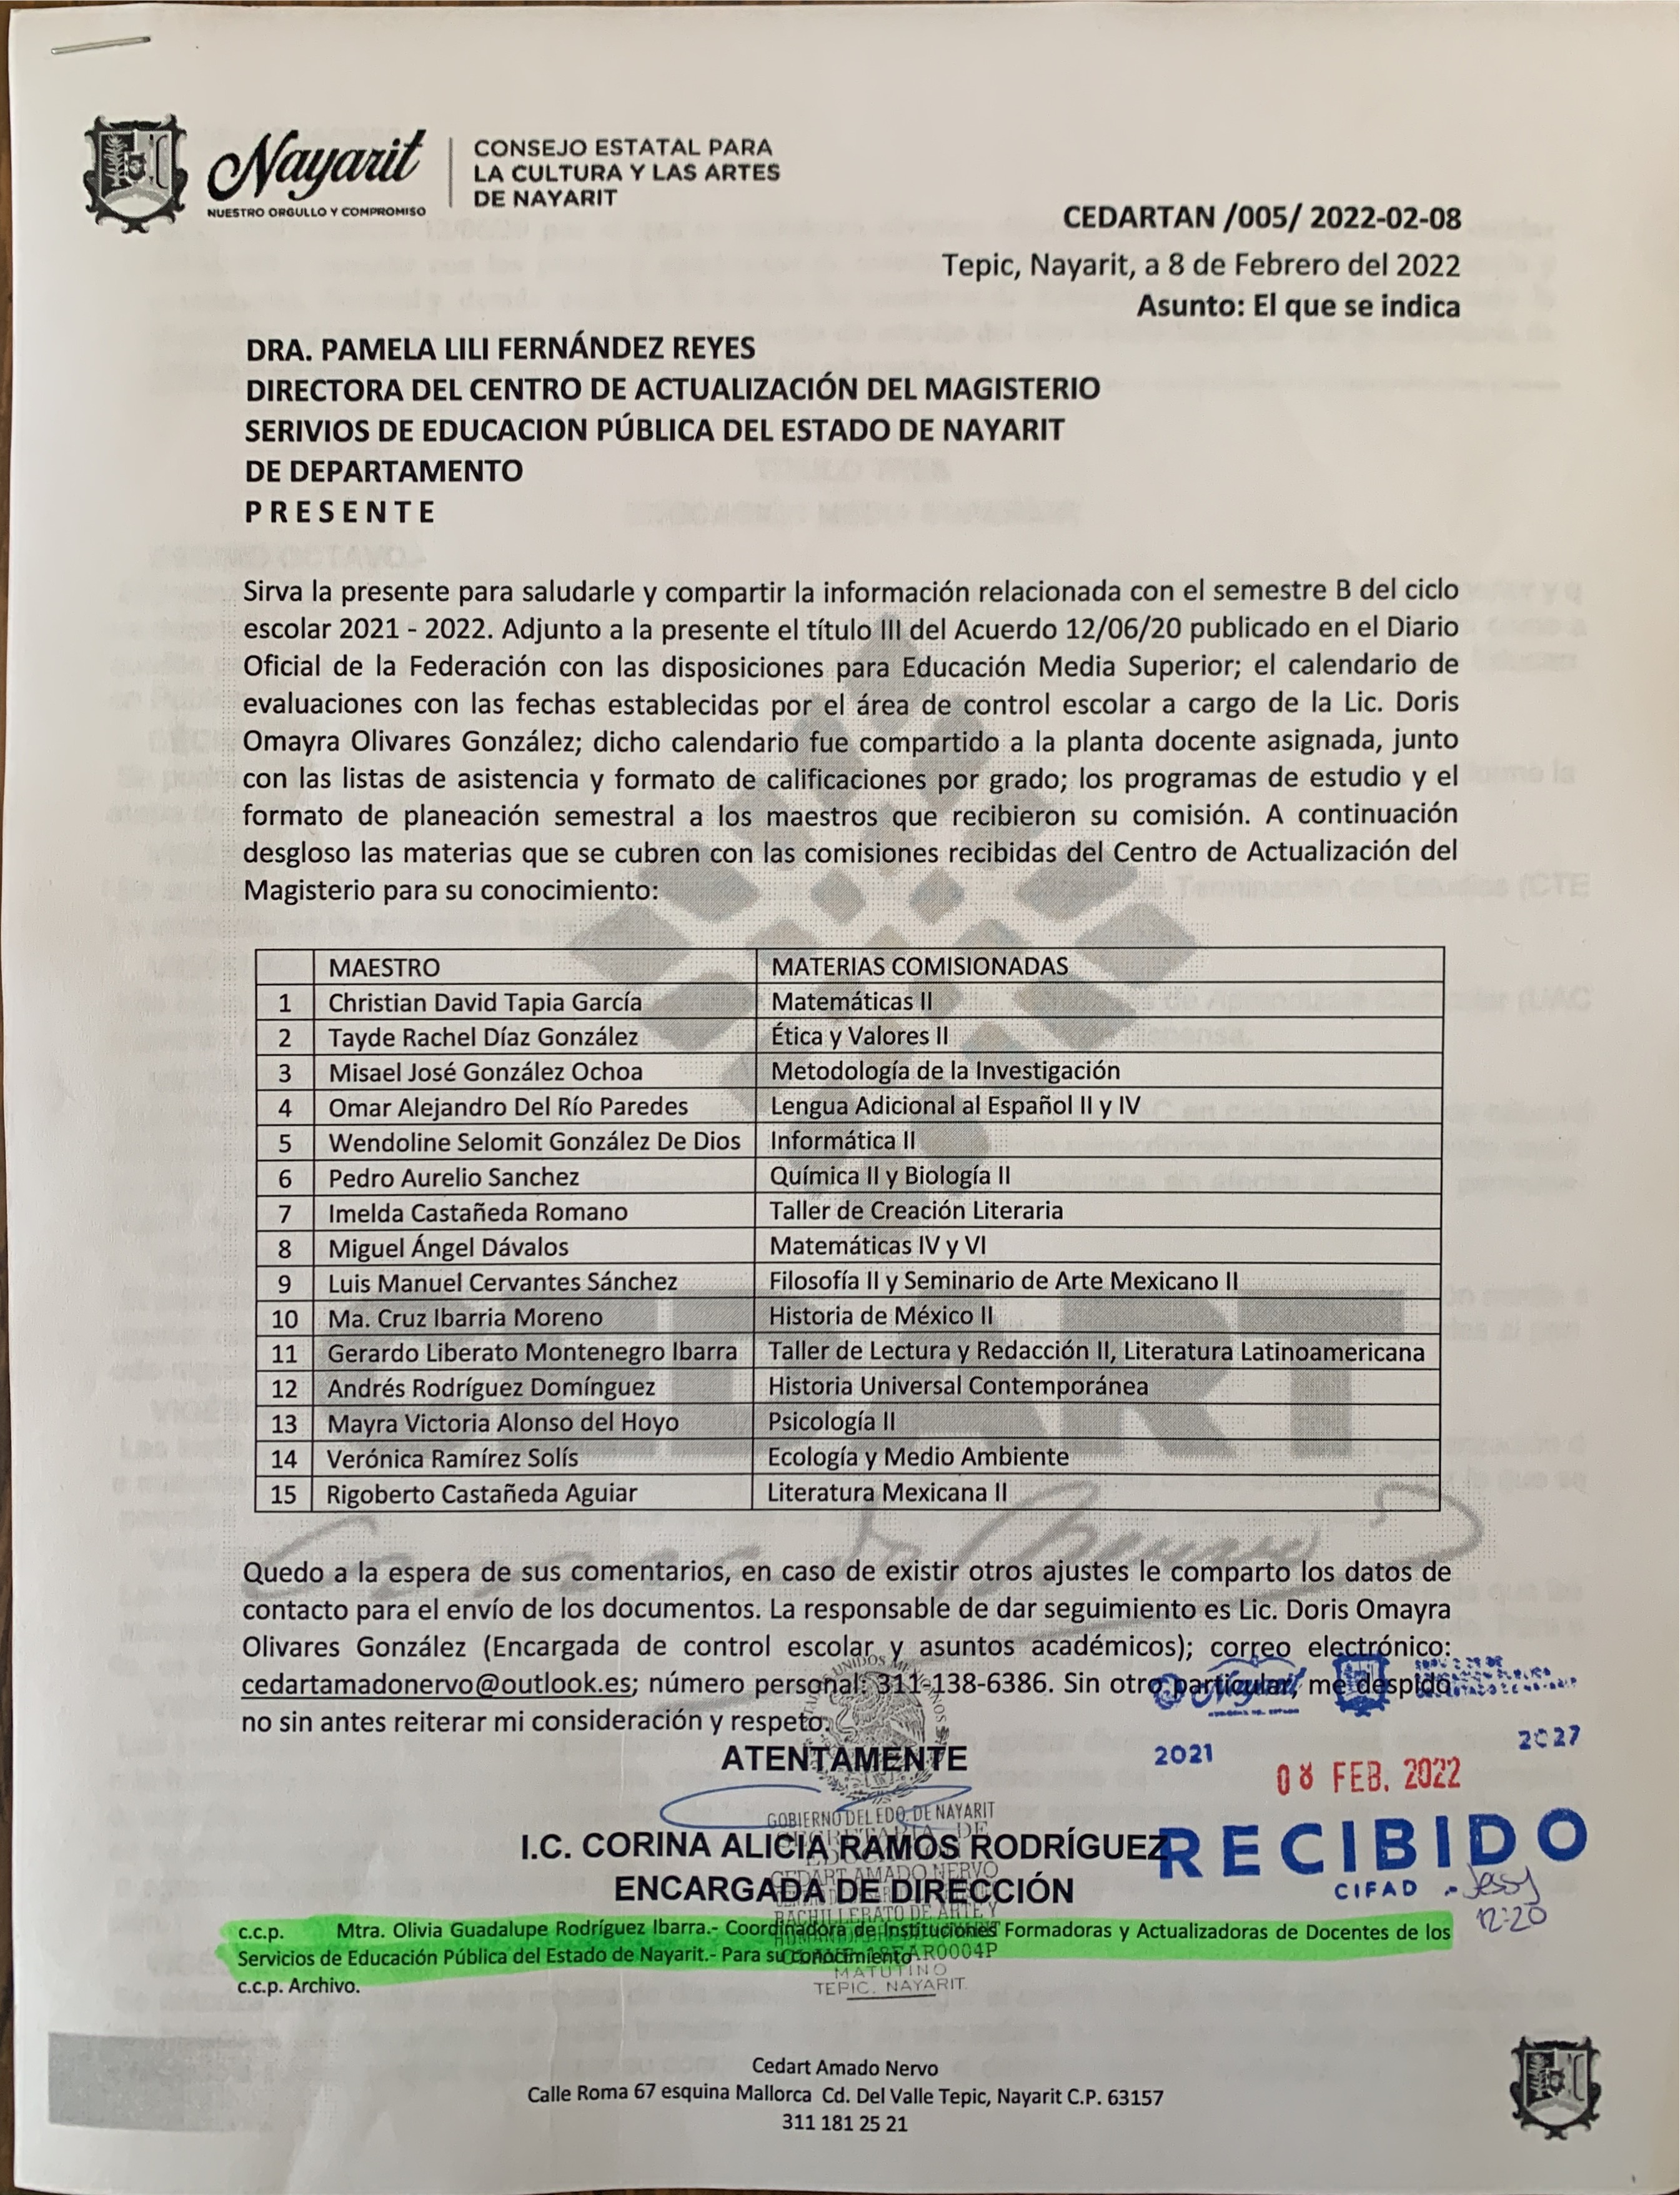 Nayarit
NUESTRO ORGULLO Y COMPROMISO
CONSEJO ESTATAL PARA
LA CULTURA Y LAS ARTES
DE NAYARIT
CEDARTAN /005/ 2022-02-08
Tepic, Nayarit, a 8 de Febrero del 2022
Asunto: El que se indica
DRA. PAMELA LILI FERNÁNDEZ REYES
DIRECTORA DEL CENTRO DE ACTUALIZACIÓN DEL MAGISTERIO
SERIVIOS DE EDUCACION PÚBLICA DEL ESTADO DE NAYARIT
DE DEPARTAMENTO
P R E S E N T E
Sirva la presente para saludarle y compartir la información relacionada con el semestre B del ciclo
escolar 2021 - 2022. Adjunto a la presente el título III del Acuerdo 12/06/20 publicado en el Diario
Oficial de la Federación con las disposiciones para Educación Media Superior; el calendario de
evaluaciones con las fechas establecidas por el área de control escolar a cargo de la Lic. Doris
Omayra Olivares González; dicho calendario fue compartido a la planta docente asignada, junto
con las listas de asistencia y formato de calificaciones por grado; los programas de estudio y el
formato de planeación semestral a los maestros que recibieron su comisión. A continuación
desgloso las materias que se cubren con las comisiones recibidas del Centro de Actualización del
Magisterio para su conocimiento:
MAESTRO MATERIAS COMISIONADAS
1 Christian David Tapia García Matemáticas II
2 Tayde Rachel Díaz González Ética y Valores II
3 Misael José González Ochoa Metodología de la Investigación
4 Omar Alejandro Del Río Paredes Lengua Adicional al Español II y IV
5 Wendoline Selomit González De Dios Informática II
6 Pedro Aurelio Sanchez Química II y Biología II
7 Imelda Castañeda Romano Taller de Creación Literaria
8 Miguel Ángel Dávalos Matemáticas IV y VI
9 Luis Manuel Cervantes Sánchez Filosofía II y Seminario de Arte Mexicano II
10 Ma. Cruz Ibarria Moreno Historia de México II
11 Gerardo Liberato Montenegro Ibarra Taller de Lectura y Redacción II, Literatura Latinoamericana
12 Andrés Rodríguez Domínguez Historia Universal Contemporánea
13 Mayra Victoria Alonso del Hoyo Psicología II
14 Verónica Ramírez Solís Ecología y Medio Ambiente
15 Rigoberto Castañeda Aguiar Literatura Mexicana II
CEDART
Quedo a la espera de sus comentarios, en caso de existir otros ajustes le comparto los datos de
contacto para el envío de los documentos. La responsable de dar seguimiento es Lic. Doris Omayra
Olivares González (Encargada de control escolar y asuntos académicos); correo electrónico:
cedartamadonervo@outlook.es; número personal: 311-138-6386. Sin otro particular, me despido
no sin antes reiterar mi consideración y respeto.
ATENTAMENTE
Nayarit
2021 2027
08 FEB. 2022
RECIBIDO
CIFAD
Jessy
12:20
GOBIERNO DEL EDO. DE NAYARIT
SECRETARIA DE
EDUCACION
CEDART AMADO NERVO
BACHILLERATO DE ARTE Y
AR0004P
MATUTINO
TEPIC. NAYARIT
I.C. CORINA ALICIA RAMOS RODRÍGUEZ
ENCARGADA DE DIRECCIÓN
c.c.p. Mtra. Olivia Guadalupe Rodríguez Ibarra.- Coordinadora de Instituciones Formadoras y Actualizadoras de Docentes de los
Servicios de Educación Pública del Estado de Nayarit.- Para su conocimiento
c.c.p. Archivo.
Cedart Amado Nervo
Calle Roma 67 esquina Mallorca Cd. Del Valle Tepic, Nayarit C.P. 63157
311 181 25 21